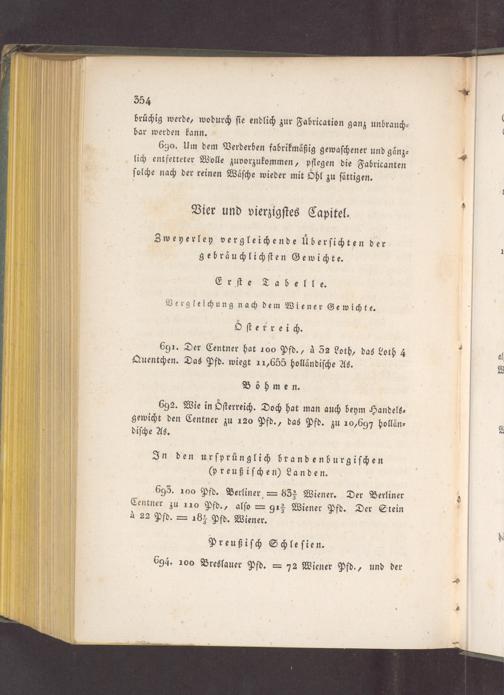 354
brüchig werde, wodurch sie endlich zur Fabrication ganz unbrauch-
bar werden kann.
690. Um dem Verderben fabrikmäßig gewaschener und gänz-
lich entfetteter Wolle zuvorzukommen, pflegen die Fabricanten
solche nach der reinen Wäsche wieder mit Öhl zu sättigen.
Vier und vierzigstes Capitel.
Zweyerley vergleichende Übersichten der
gebräuchlichsten Gewichte.
Erste Tabelle.
Vergleichung nach dem Wiener Gewichte.
Österreich.
691. Der Centner hat 100 Pfd., à 32 Loth, das Loth 4
Quentchen. Das Pfd. wiegt 11,655 holländische As.
Böhmen.
692. Wie in Österreich. Doch hat man auch beym Handels-
gewicht den Centner zu 120 Pfd., das Pfd. zu 10,697 hollän-
dische As.
In den ursprünglich brandenburgischen
(preußischen) Landen.
693. 100 Pfd. Berliner = Wiener. Der Berliner
Centner zu 110 Pfd., also = Wiener Pfd. Der Stein
à 22 Pfd. = Pfd. Wiener.
Preußisch Schlesien.
694. 100 Breslauer Pfd. = 72 Wiener Pfd., und der